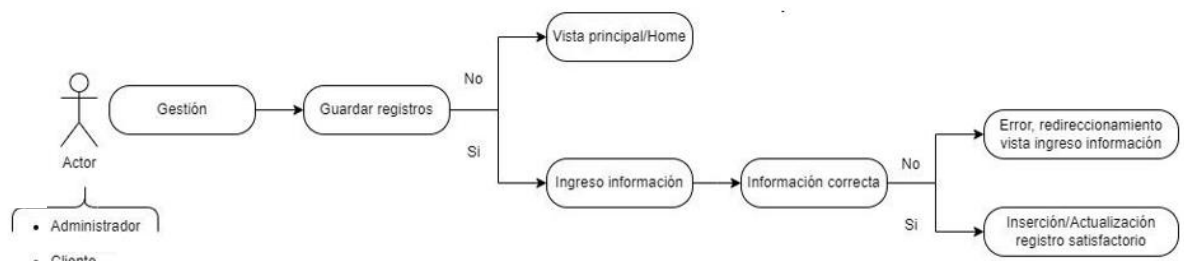 Vista principal/Home
No
Gestión
Guardar registros
Si
Actor
Ingreso información
Información correcta
No
Error, redireccionamiento
vista ingreso información
Si
Inserción/Actualización
registro satisfactorio
• Administrador
• Cliente